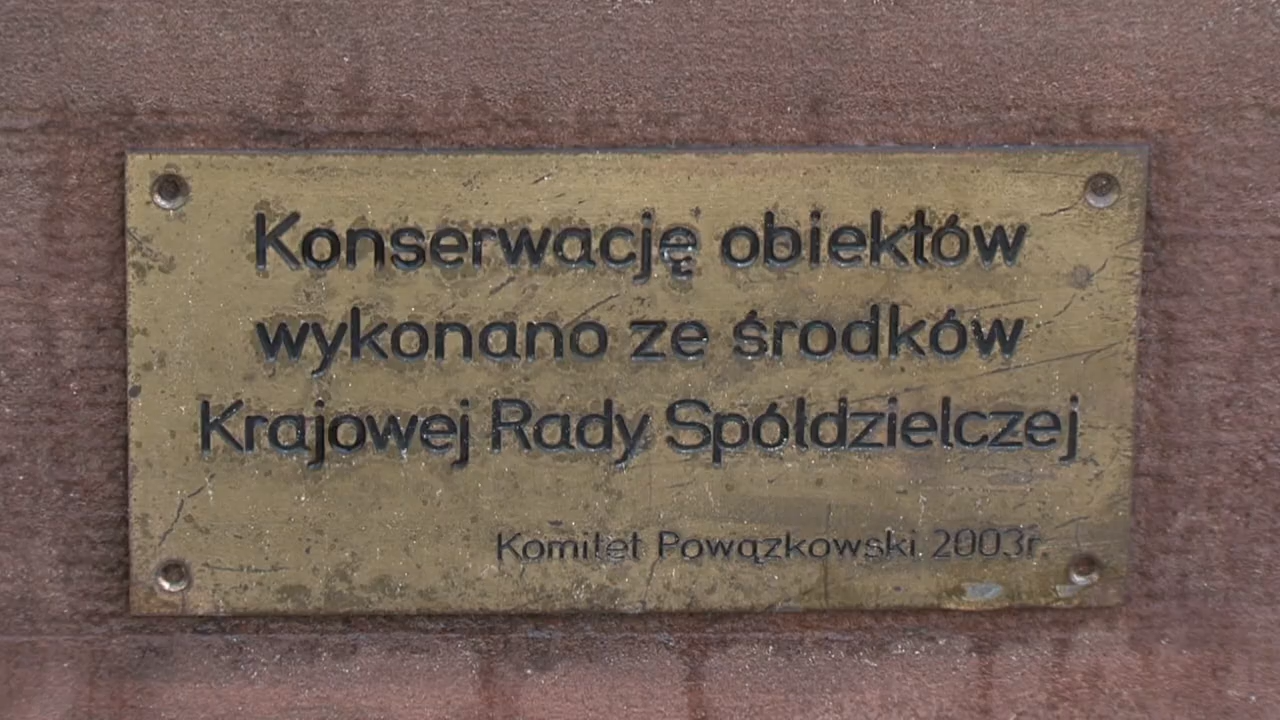 Konserwację obiektów
wykonano ze środków
Krajowej Rady Spółdzielczej
Komitet Powązkowski 2003r.